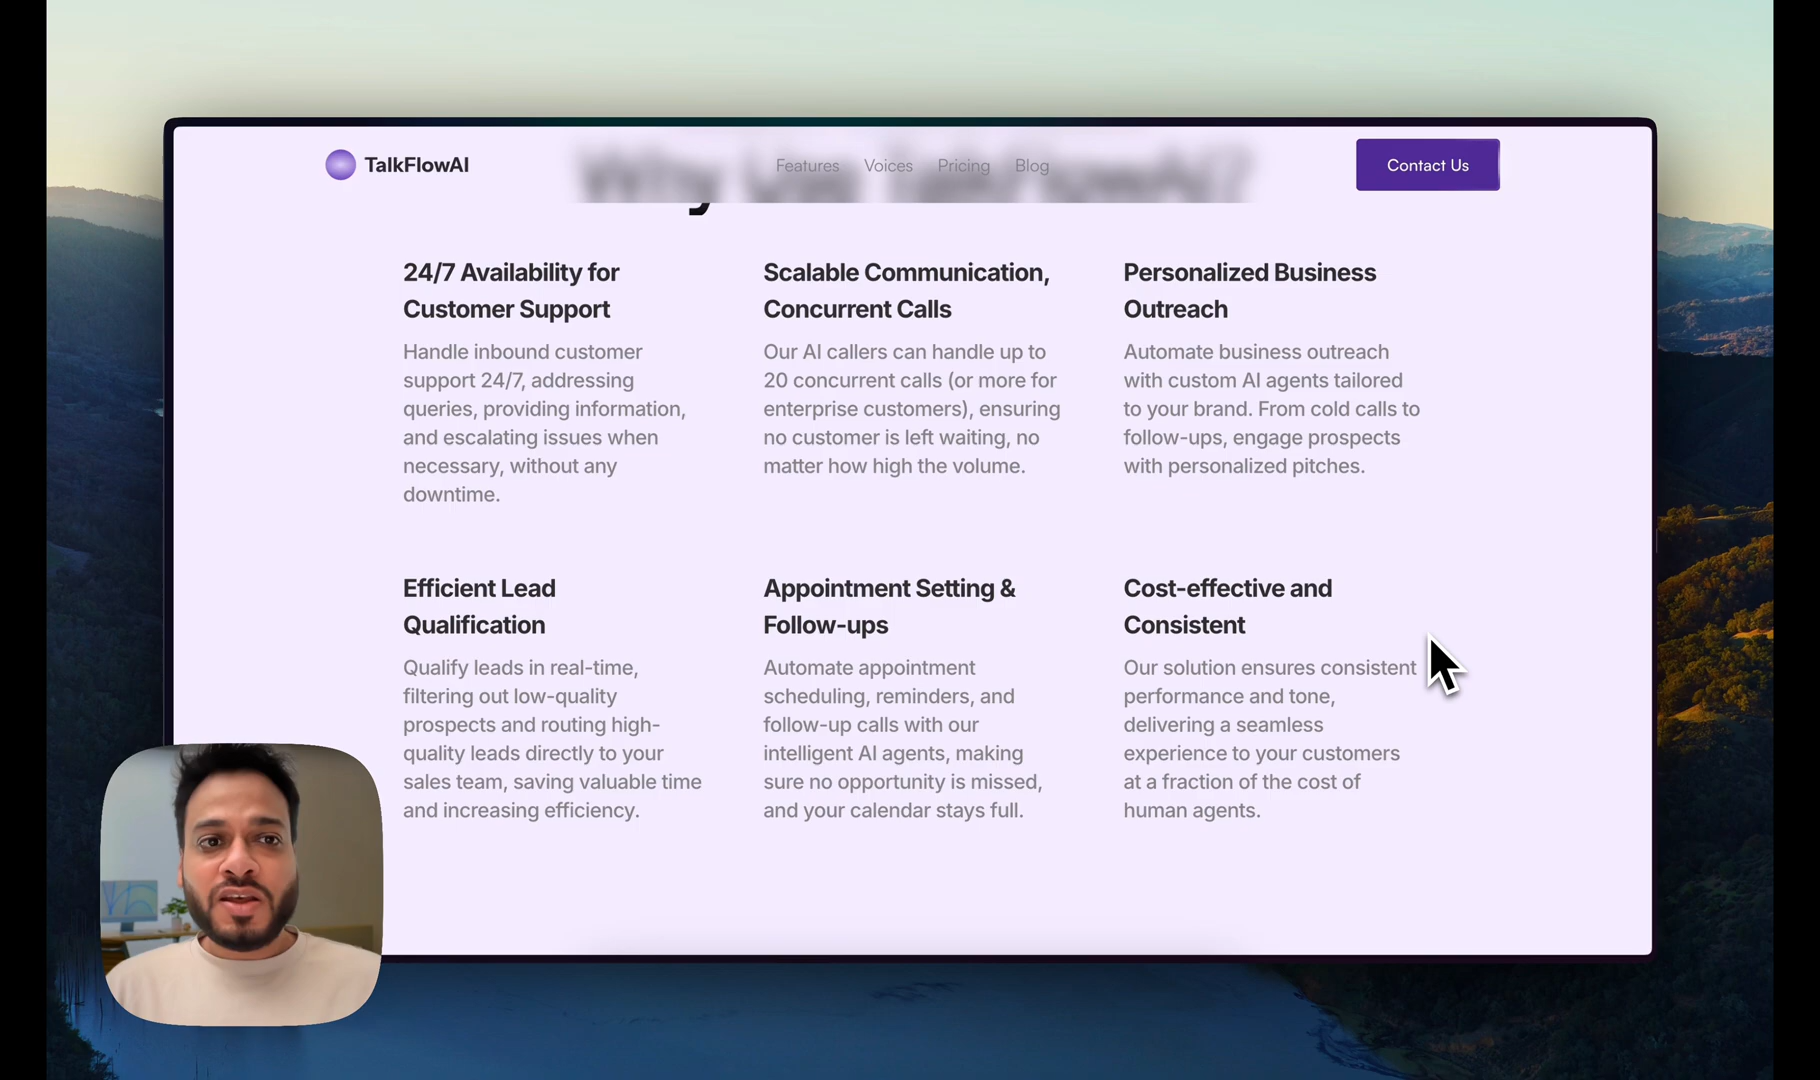 TalkFlowAI
Features
Voices
Pricing
Blog
Contact Us
Why Use TalkFlowAI?
24/7 Availability for
Customer Support
Handle inbound customer
support 24/7, addressing
queries, providing information,
and escalating issues when
necessary, without any
downtime.
Scalable Communication,
Concurrent Calls
Our AI callers can handle up to
20 concurrent calls (or more for
enterprise customers), ensuring
no customer is left waiting, no
matter how high the volume.
Personalized Business
Outreach
Automate business outreach
with custom AI agents tailored
to your brand. From cold calls to
follow-ups, engage prospects
with personalized pitches.
Efficient Lead
Qualification
Qualify leads in real-time,
filtering out low-quality
prospects and routing high-
quality leads directly to your
sales team, saving valuable time
and increasing efficiency.
Appointment Setting &
Follow-ups
Automate appointment
scheduling, reminders, and
follow-up calls with our
intelligent AI agents, making
sure no opportunity is missed,
and your calendar stays full.
Cost-effective and
Consistent
Our solution ensures consistent
performance and tone,
delivering a seamless
experience to your customers
at a fraction of the cost of
human agents.